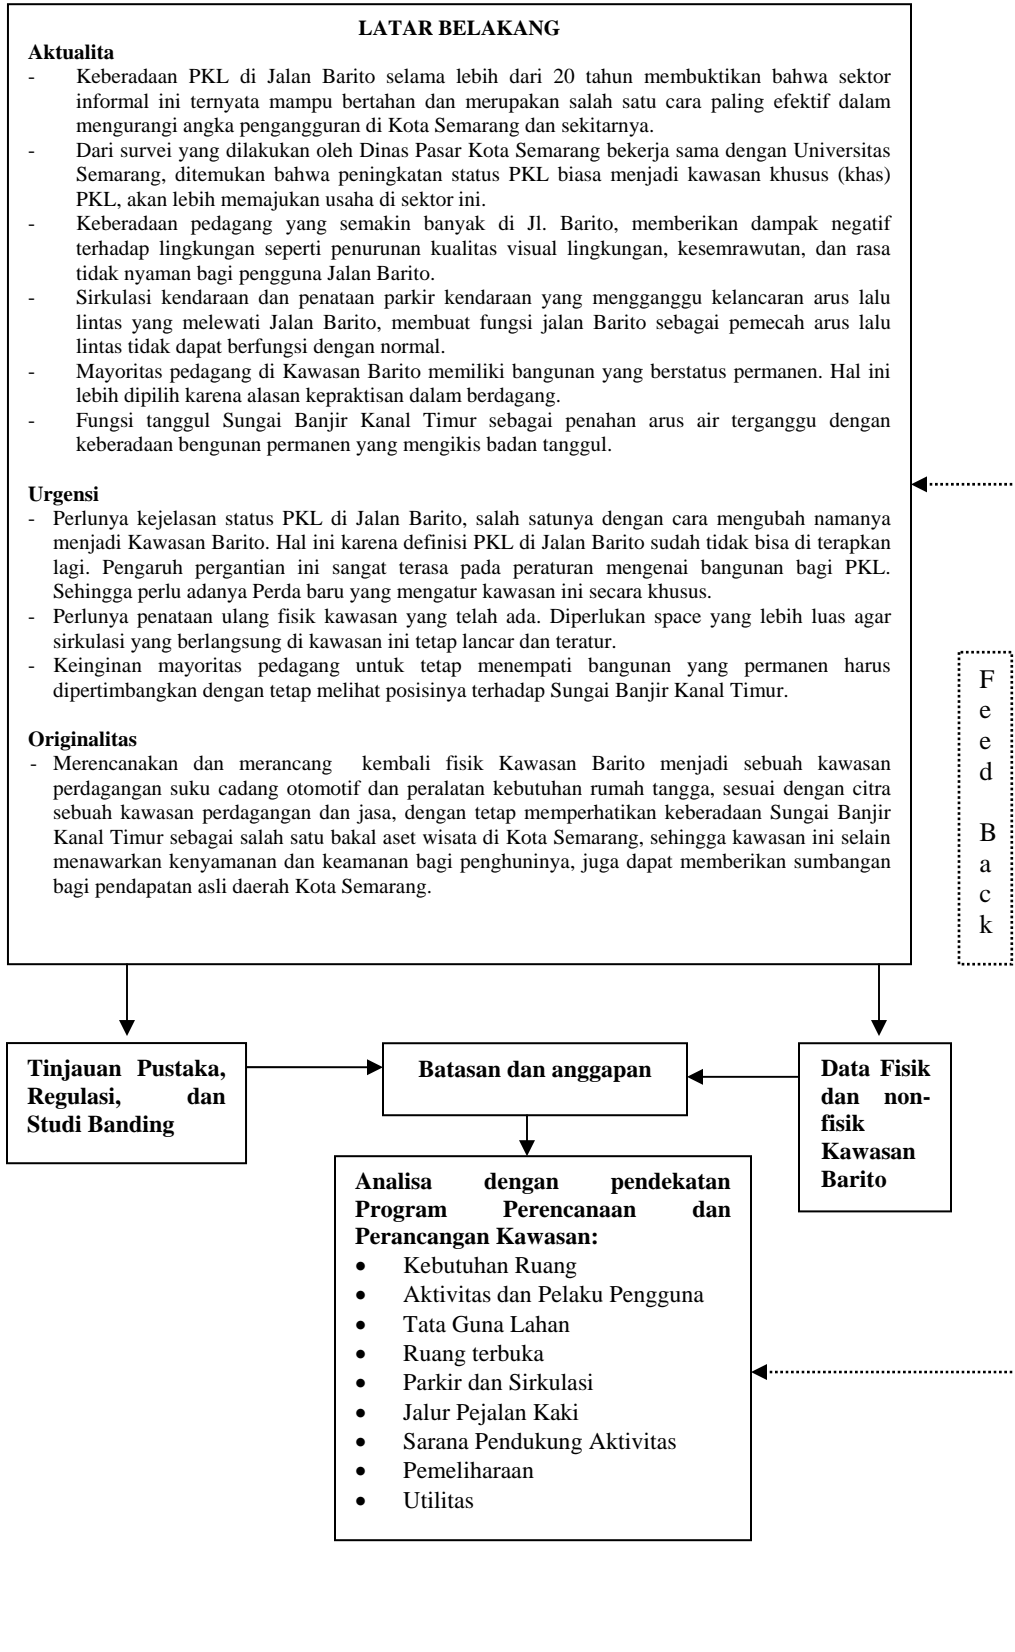 LATAR BELAKANG
Aktualita
- Keberadaan PKL di Jalan Barito selama lebih dari 20 tahun membuktikan bahwa sektor
informal ini ternyata mampu bertahan dan merupakan salah satu cara paling efektif dalam
mengurangi angka pengangguran di Kota Semarang dan sekitarnya.
- Dari survei yang dilakukan oleh Dinas Pasar Kota Semarang bekerja sama dengan Universitas
Semarang, ditemukan bahwa peningkatan status PKL biasa menjadi kawasan khusus (khas)
PKL, akan lebih memajukan usaha di sektor ini.
- Keberadaan pedagang yang semakin banyak di Jl. Barito, memberikan dampak negatif
terhadap lingkungan seperti penurunan kualitas visual lingkungan, kesemrawutan, dan rasa
tidak nyaman bagi pengguna Jalan Barito.
- Sirkulasi kendaraan dan penataan parkir kendaraan yang mengganggu kelancaran arus lalu
lintas yang melewati Jalan Barito, membuat fungsi jalan Barito sebagai pemecah arus lalu
lintas tidak dapat berfungsi dengan normal.
- Mayoritas pedagang di Kawasan Barito memiliki bangunan yang berstatus permanen. Hal ini
lebih dipilih karena alasan kepraktisan dalam berdagang.
- Fungsi tanggul Sungai Banjir Kanal Timur sebagai penahan arus air terganggu dengan
keberadaan bengunan permanen yang mengikis badan tanggul.
Urgensi
- Perlunya kejelasan status PKL di Jalan Barito, salah satunya dengan cara mengubah namanya
menjadi Kawasan Barito. Hal ini karena definisi PKL di Jalan Barito sudah tidak bisa di terapkan
lagi. Pengaruh pergantian ini sangat terasa pada peraturan mengenai bangunan bagi PKL.
Sehingga perlu adanya Perda baru yang mengatur kawasan ini secara khusus.
- Perlunya penataan ulang fisik kawasan yang telah ada. Diperlukan space yang lebih luas agar
sirkulasi yang berlangsung di kawasan ini tetap lancar dan teratur.
- Keinginan mayoritas pedagang untuk tetap menempati bangunan yang permanen harus
dipertimbangkan dengan tetap melihat posisinya terhadap Sungai Banjir Kanal Timur.
Originalitas
- Merencanakan dan merancang kembali fisik Kawasan Barito menjadi sebuah kawasan
perdagangan suku cadang otomotif dan peralatan kebutuhan rumah tangga, sesuai dengan citra
sebuah kawasan perdagangan dan jasa, dengan tetap memperhatikan keberadaan Sungai Banjir
Kanal Timur sebagai salah satu bakal aset wisata di Kota Semarang, sehingga kawasan ini selain
menawarkan kenyamanan dan keamanan bagi penghuninya, juga dapat memberikan sumbangan
bagi pendapatan asli daerah Kota Semarang.
F
e
e
d
B
a
c
k
Tinjauan Pustaka,
Regulasi, dan
Studi Banding
Batasan dan anggapan
Data Fisik
dan non-
fisik
Kawasan
Barito
Analisa dengan pendekatan
Program Perencanaan dan
Perancangan Kawasan:
• Kebutuhan Ruang
• Aktivitas dan Pelaku Pengguna
• Tata Guna Lahan
• Ruang terbuka
• Parkir dan Sirkulasi
• Jalur Pejalan Kaki
• Sarana Pendukung Aktivitas
• Pemeliharaan
• Utilitas